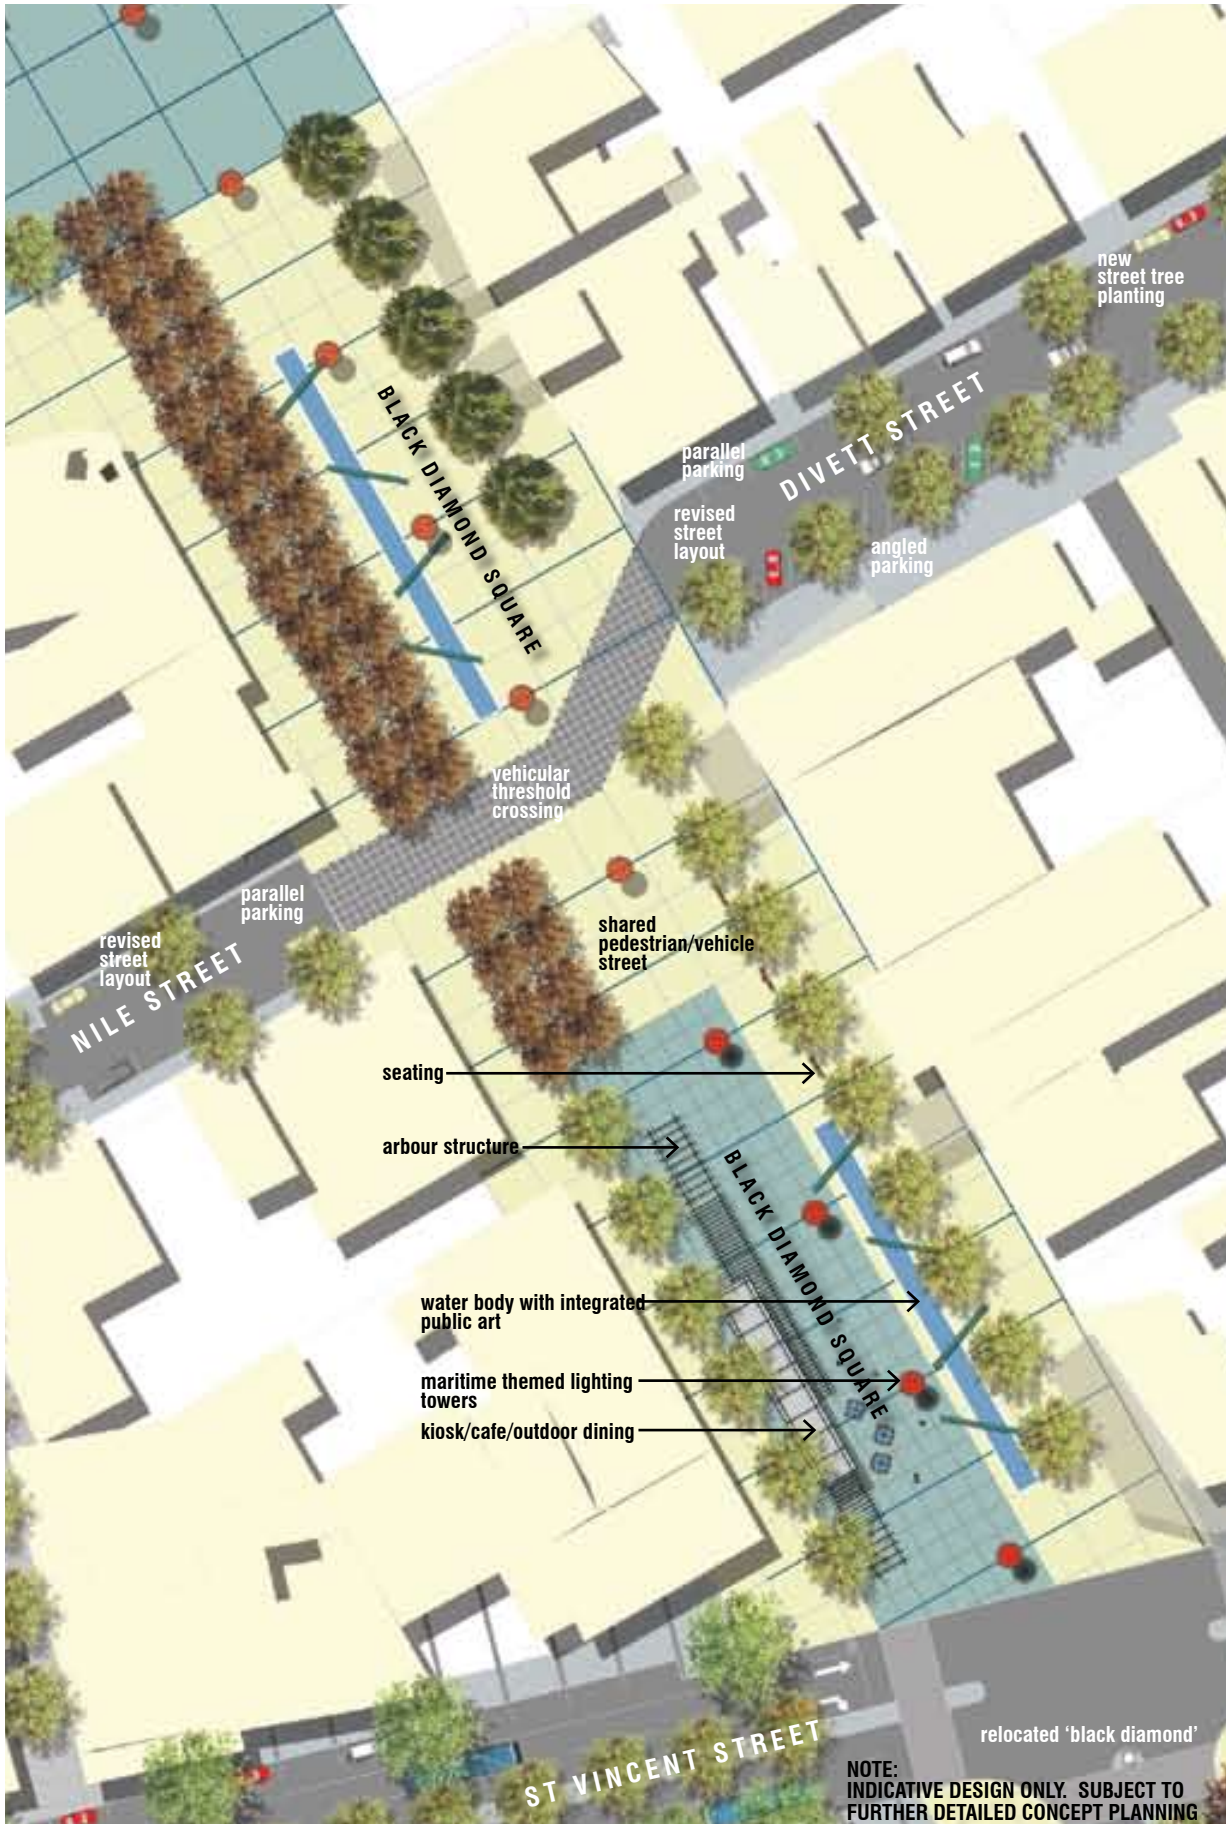 new
street tree
planting
BLACK DIAMOND SQUARE
DIVETT STREET
parallel
parking
revised
street
layout
angled
parking
vehicular
threshold
crossing
parallel
parking
revised
street
layout
NILE STREET
shared
pedestrian/vehicle
street
seating
arbour structure
BLACK DIAMOND SQUARE
water body with integrated
public art
maritime themed lighting
towers
kiosk/cafe/outdoor dining
ST VINCENT STREET
relocated 'black diamond'
NOTE:
INDICATIVE DESIGN ONLY. SUBJECT TO
FURTHER DETAILED CONCEPT PLANNING